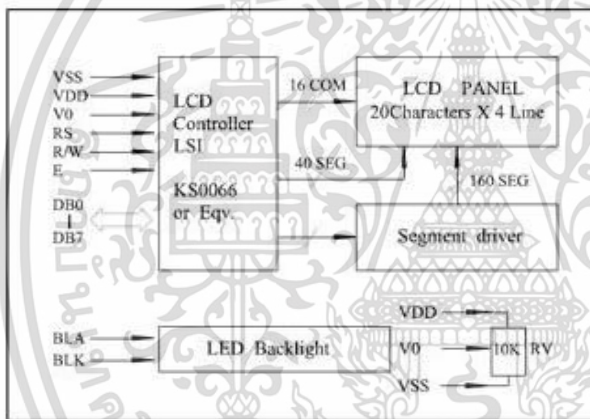 VSS
VDD
V0
RS
R/W
E
DB0
DB7
LCD
Controller
LSI
KS0066
or Eqv.
16 COM
40 SEG
LCD PANEL
20Characters X 4 Line
160 SEG
Segment driver
BLA
BLK
LED Backlight
VDD
V0
VSS
10K
RV